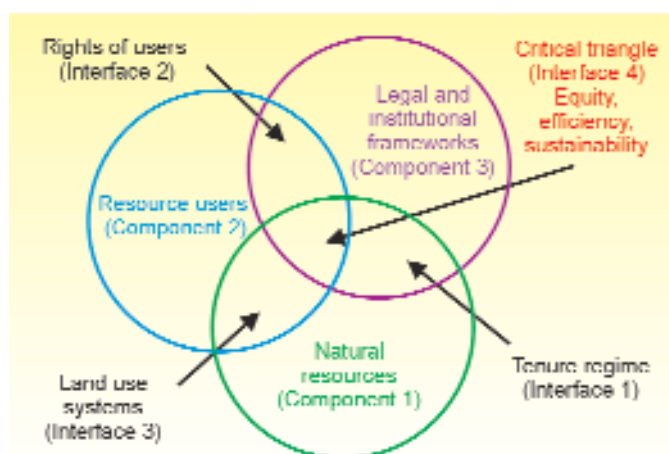 Rights of users
(Interface 2)
Critical triangle
(Interface 4)
Equity,
efficiency,
sustainability
Legal and
institutional
frameworks
(Component 3)
Resource users
(Component 2)
Natural
resources
(Component 1)
Land use
systems
(Interface 3)
Tenure regime
(Interface 1)